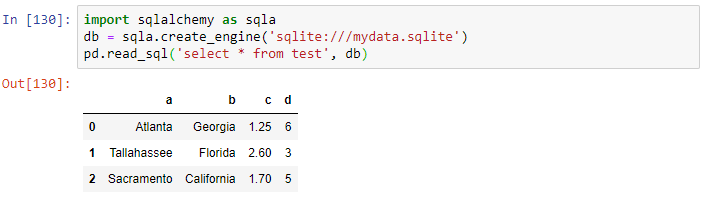 In [130]: import sqlalchemy as sqla
db = sqla.create_engine('sqlite:///mydata.sqlite')
pd.read_sql('select * from test', db)
Out[130]:
a b c d
0 Atlanta Georgia 1.25 6
1 Tallahassee Florida 2.60 3
2 Sacramento California 1.70 5